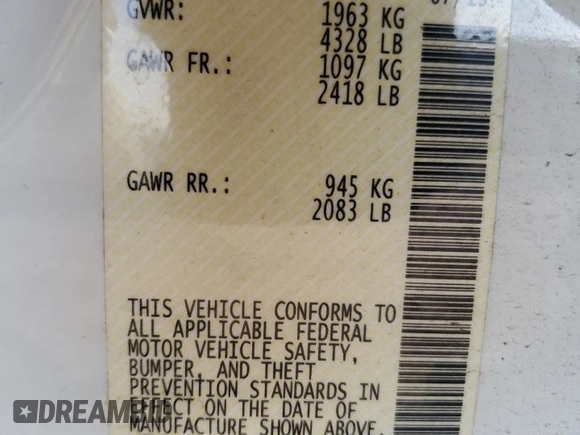 GVWR: 1963 KG
4328 LB
GAWR FR.: 1097 KG
2418 LB
GAWR RR.: 945 KG
2083 LB
THIS VEHICLE CONFORMS TO
ALL APPLICABLE FEDERAL
MOTOR VEHICLE SAFETY,
BUMPER, AND THEFT
PREVENTION STANDARDS IN
EFFECT ON THE DATE OF
MANUFACTURE SHOWN ABOVE.
DREAMBID